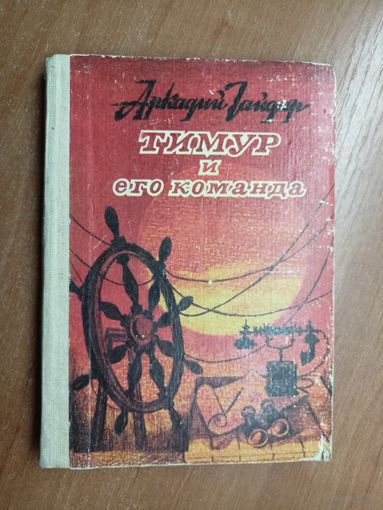 Аркадий Гайдар
ТИМУР
и
его команда